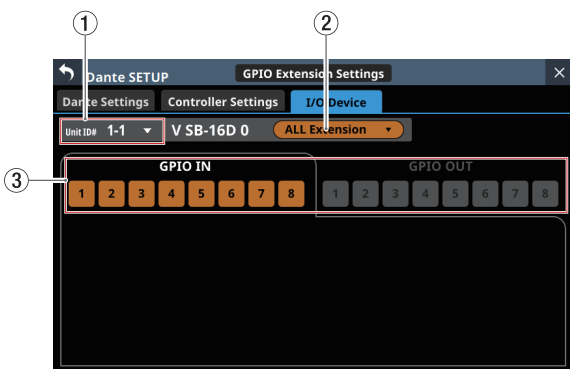 ① ②
Dante SETUP GPIO Extension Settings
Dante Settings Controller Settings I/O Device
Unit ID# 1-1 V SB-16D 0 ALL Extension
③
GPIO IN GPIO OUT
1 2 3 4 5 6 7 8 1 2 3 4 5 6 7 8